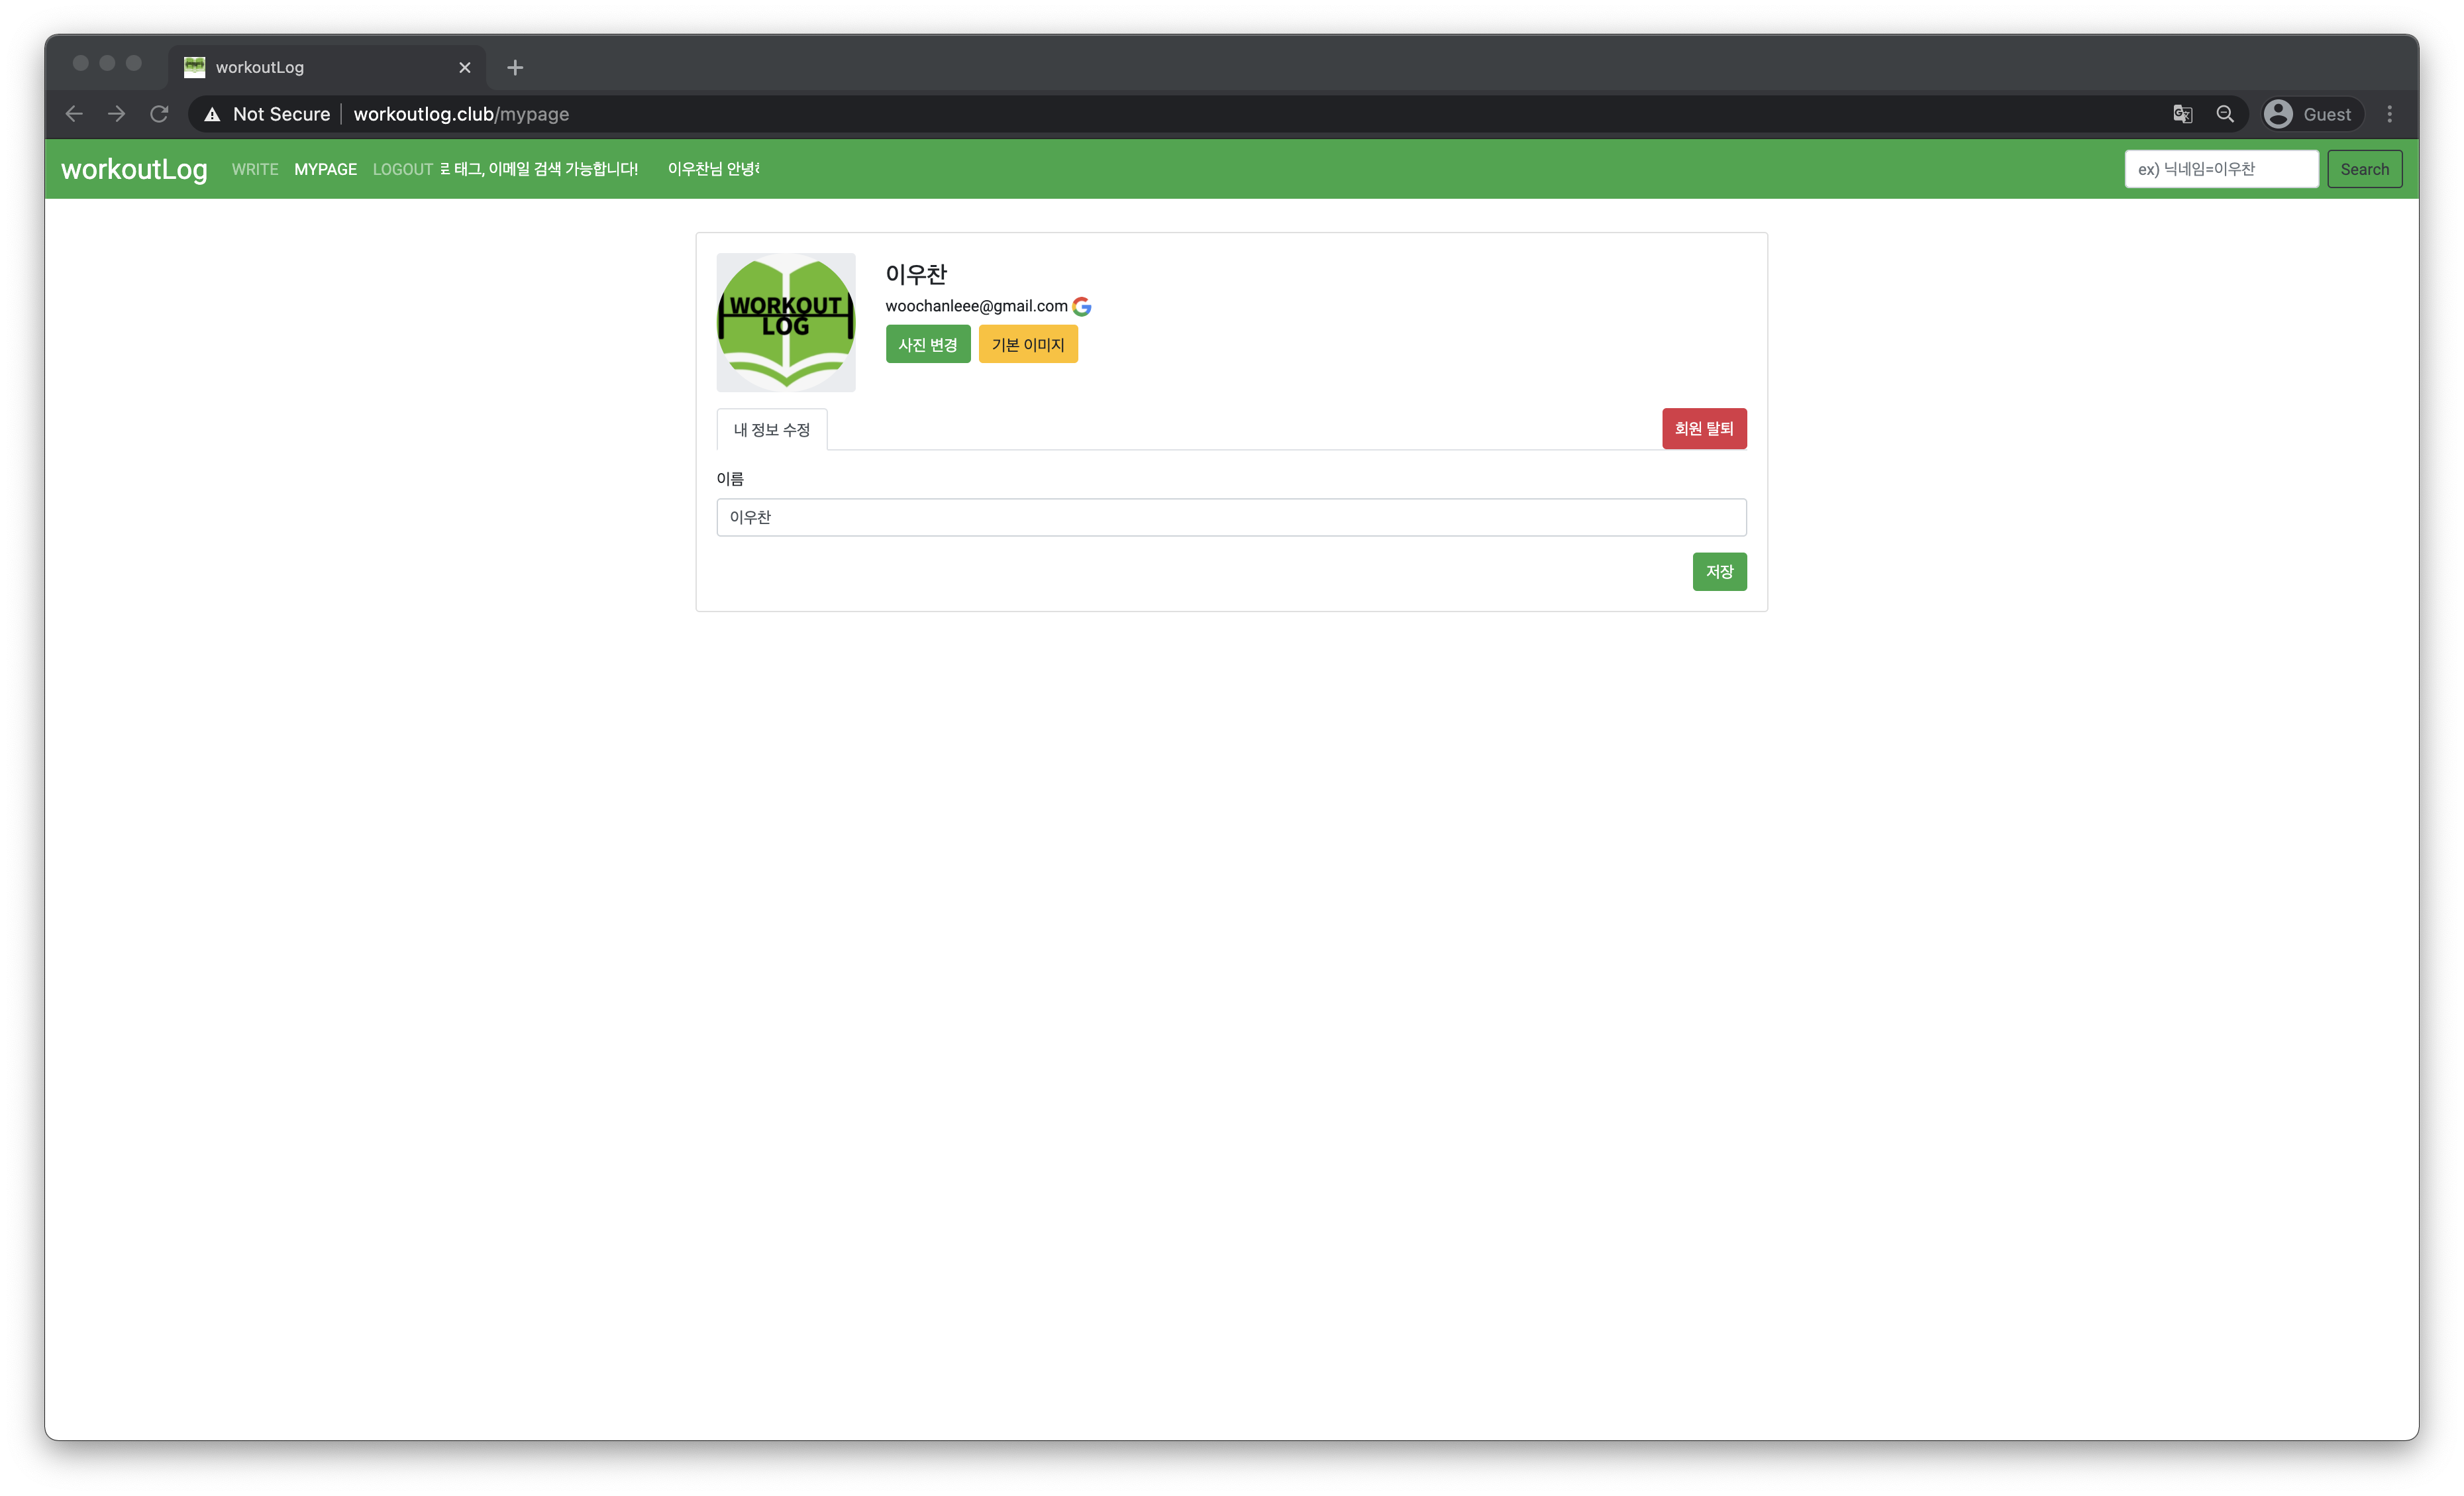 workoutLog
Not Secure | workoutlog.club/mypage
Guest
workoutLog WRITE MYPAGE LOGOUT 태그, 이메일 검색 가능합니다! 이우찬님
ex) 닉네임=이우찬 Search
WORKOUT
LOG
이우찬
woochanleee@gmail.com
사진 변경 기본 이미지
내 정보 수정 회원 탈퇴
이름
이우찬
저장